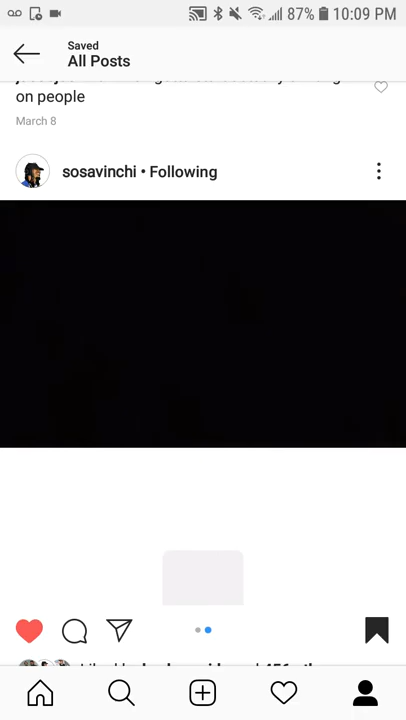 87% 10:09 PM
Saved
All Posts
on people
March 8
sosavinchi • Following